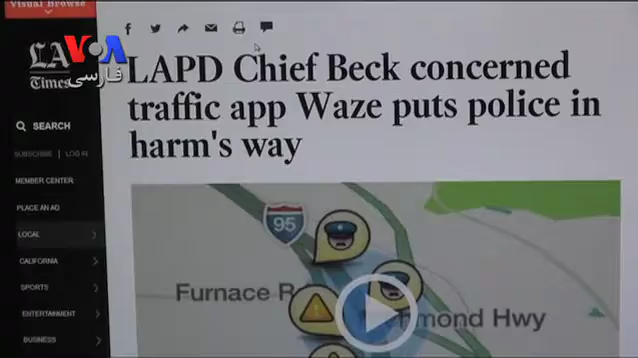 Visual Browse
LA
Times
VOA
فارسی
LAPD Chief Beck concerned
traffic app Waze puts police in
harm's way
SEARCH
SUBSCRIBE | LOG IN
MEMBER CENTER
PLACE AN AD
LOCAL
CALIFORNIA
SPORTS
ENTERTAINMENT
BUSINESS
95
Furnace
Hwy